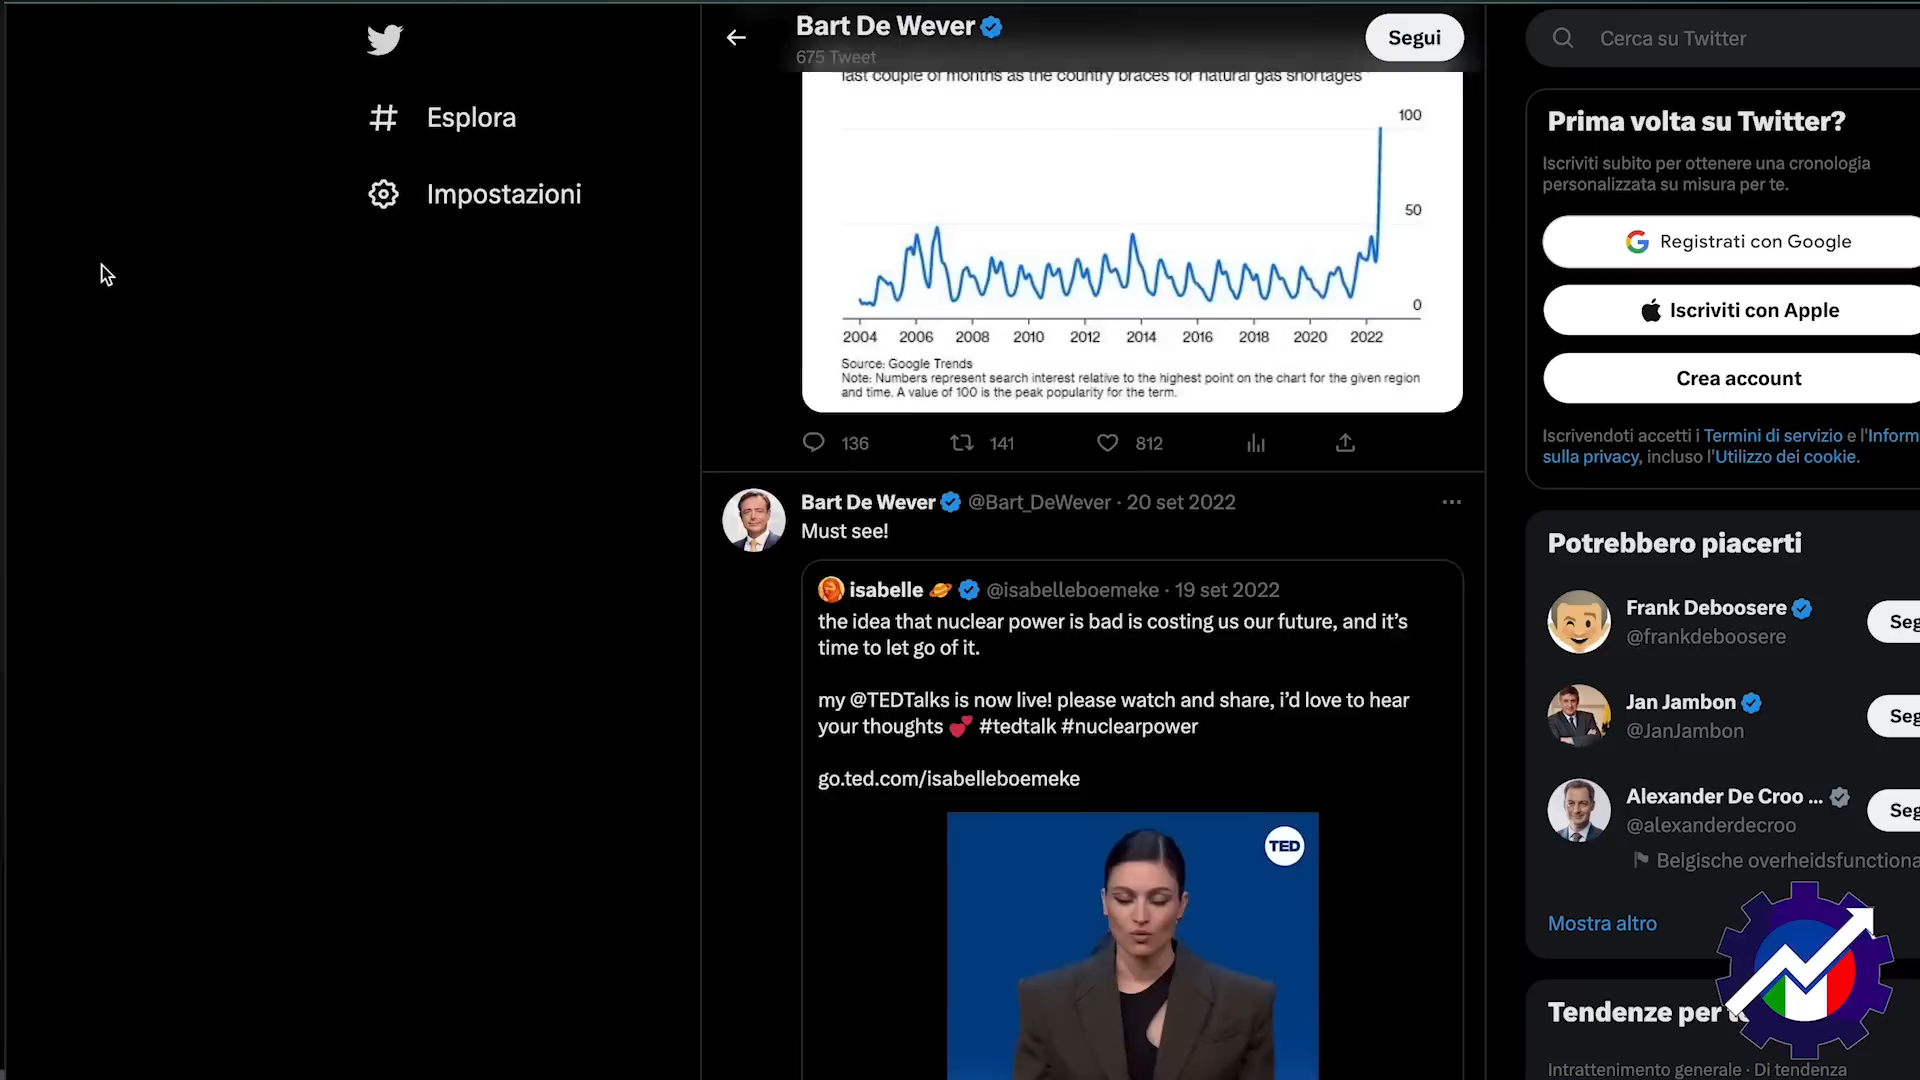 Esplora
Impostazioni
Bart De Wever
675 Tweet
Segui
last couple of months as the country braces for natural gas shortages
100
50
0
2004 2006 2008 2010 2012 2014 2016 2018 2020 2022
Source: Google Trends
Note: Numbers represent search interest relative to the highest point on the chart for the given region
and time. A value of 100 is the peak popularity for the term.
136 141 812
Bart De Wever @Bart_DeWever · 20 set 2022
Must see!
isabelle @isabelleboemeke · 19 set 2022
the idea that nuclear power is bad is costing us our future, and it’s
time to let go of it.
my @TEDTalks is now live! please watch and share, i’d love to hear
your thoughts 💕 #tedtalk #nuclearpower
go.ted.com/isabelleboemeke
TED
Cerca su Twitter
Prima volta su Twitter?
Iscriviti subito per ottenere una cronologia
personalizzata su misura per te.
Registrati con Google
Iscriviti con Apple
Crea account
Iscrivendoti accetti i Termini di servizio e l'Inform
sulla privacy, incluso l'Utilizzo dei cookie.
Potrebbero piacerti
Frank Deboosere
@frankdeboosere
Seg
Jan Jambon
@JanJambon
Seg
Alexander De Croo ...
@alexanderdecroo
Seg
Belgische overheidsfunctiona
Mostra altro
Tendenze per
Intrattenimento generale · Di tendenza